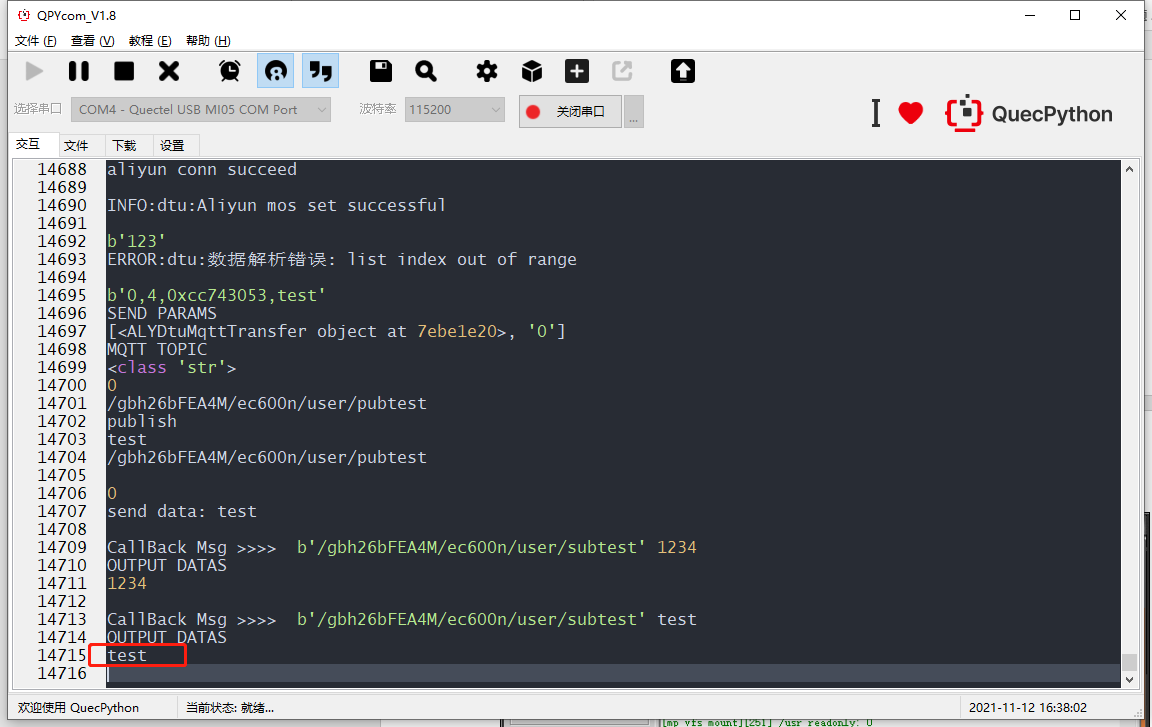 QPYcom_V1.8
文件 (F) 查看 (V) 教程 (E) 帮助 (H)
选择串口 COM4 - Quectel USB MI05 COM Port 波特率 115200 关闭串口 ...
QuecPython
交互 文件 下载 设置
14688 aliyun conn succeed
14689
14690 INFO:dtu:Aliyun mos set successful
14691
14692 b'123'
14693 ERROR:dtu:数据解析错误: list index out of range
14694
14695 b'0,4,0xcc743053,test'
14696 SEND PARAMS
14697 [<ALYDtuMqttTransfer object at 7ebe1e20>, '0']
14698 MQTT TOPIC
14699 <class 'str'>
14700 0
14701 /gbh26bFEA4M/ec600n/user/pubtest
14702 publish
14703 test
14704 /gbh26bFEA4M/ec600n/user/pubtest
14705
14706 0
14707 send data: test
14708
14709 CallBack Msg >>>> b'/gbh26bFEA4M/ec600n/user/subtest' 1234
14710 OUTPUT DATAS
14711 1234
14712
14713 CallBack Msg >>>> b'/gbh26bFEA4M/ec600n/user/subtest' test
14714 OUTPUT DATAS
14715 test
14716
欢迎使用 QuecPython 当前状态: 就绪... 2021-11-12 16:38:02
[mp_vfs_mount][251] /usr readonly: 0